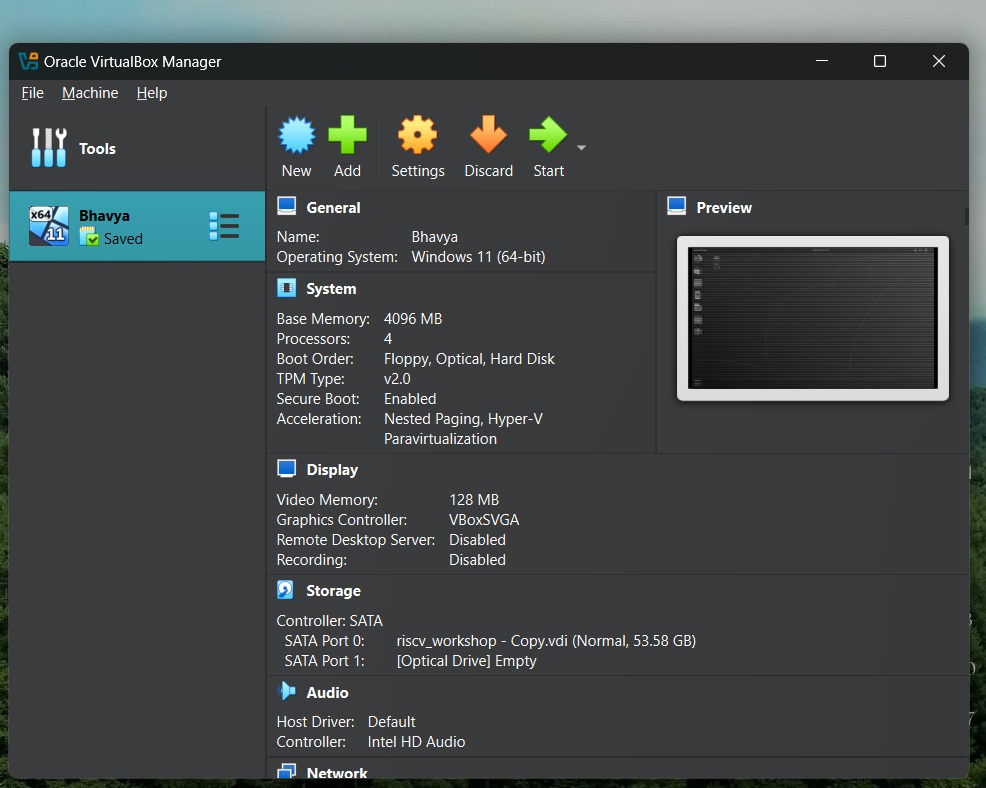 Oracle VirtualBox Manager
File Machine Help
Tools
New Add Settings Discard Start
x64
11
Bhavya
Saved
General
Name: Bhavya
Operating System: Windows 11 (64-bit)
Preview
System
Base Memory: 4096 MB
Processors: 4
Boot Order: Floppy, Optical, Hard Disk
TPM Type: v2.0
Secure Boot: Enabled
Acceleration: Nested Paging, Hyper-V
Paravirtualization
Display
Video Memory: 128 MB
Graphics Controller: VBoxSVGA
Remote Desktop Server: Disabled
Recording: Disabled
Storage
Controller: SATA
SATA Port 0: riscv_workshop - Copy.vdi (Normal, 53.58 GB)
SATA Port 1: [Optical Drive] Empty
Audio
Host Driver: Default
Controller: Intel HD Audio
Network